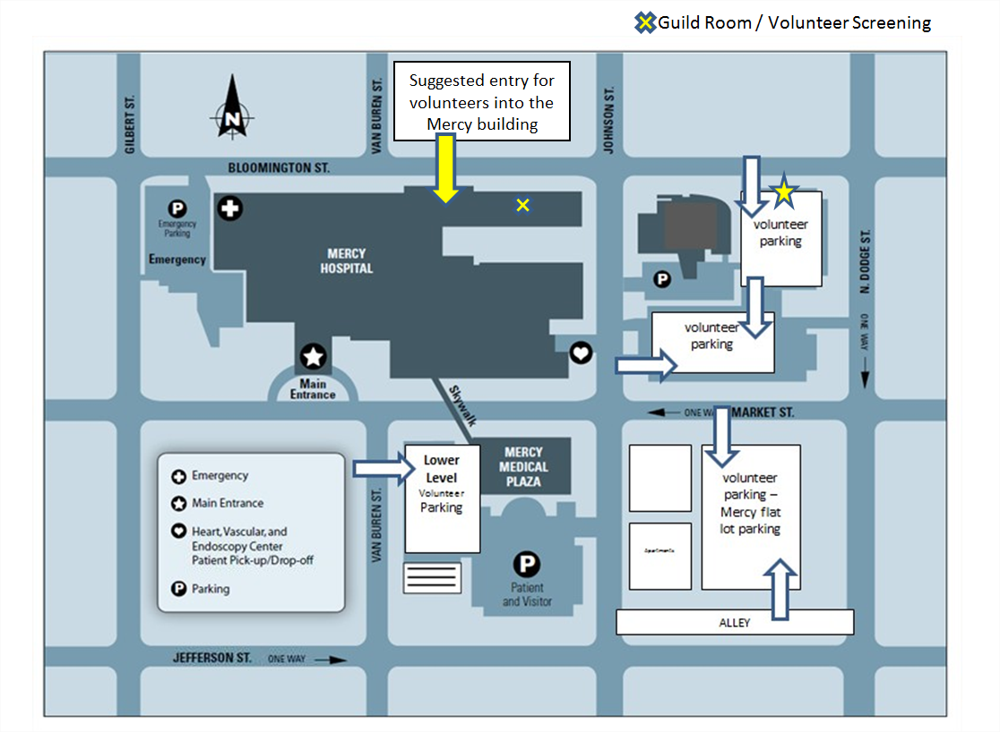 Guild Room / Volunteer Screening
Suggested entry for
volunteers into the
Mercy building
GILBERT ST.
VAN BUREN ST.
JOHNSON ST.
N
BLOOMINGTON ST.
P
Emergency
Parking
Emergency
MERCY
HOSPITAL
volunteer
parking
P
N. DODGE ST.
ONE WAY
volunteer
parking
Main
Entrance
Skywalk
ONE WA
MARKET ST.
Emergency
Main Entrance
Heart, Vascular, and
Endoscopy Center
Patient Pick-up/Drop-off
P
Parking
VAN BUREN ST.
Lower
Level
Volunteer
Parking
MERCY
MEDICAL
PLAZA
P
Patient
and Visitor
volunteer
parking –
Mercy flat
lot parking
Apartments
ALLEY
JEFFERSON ST. ONE WAY